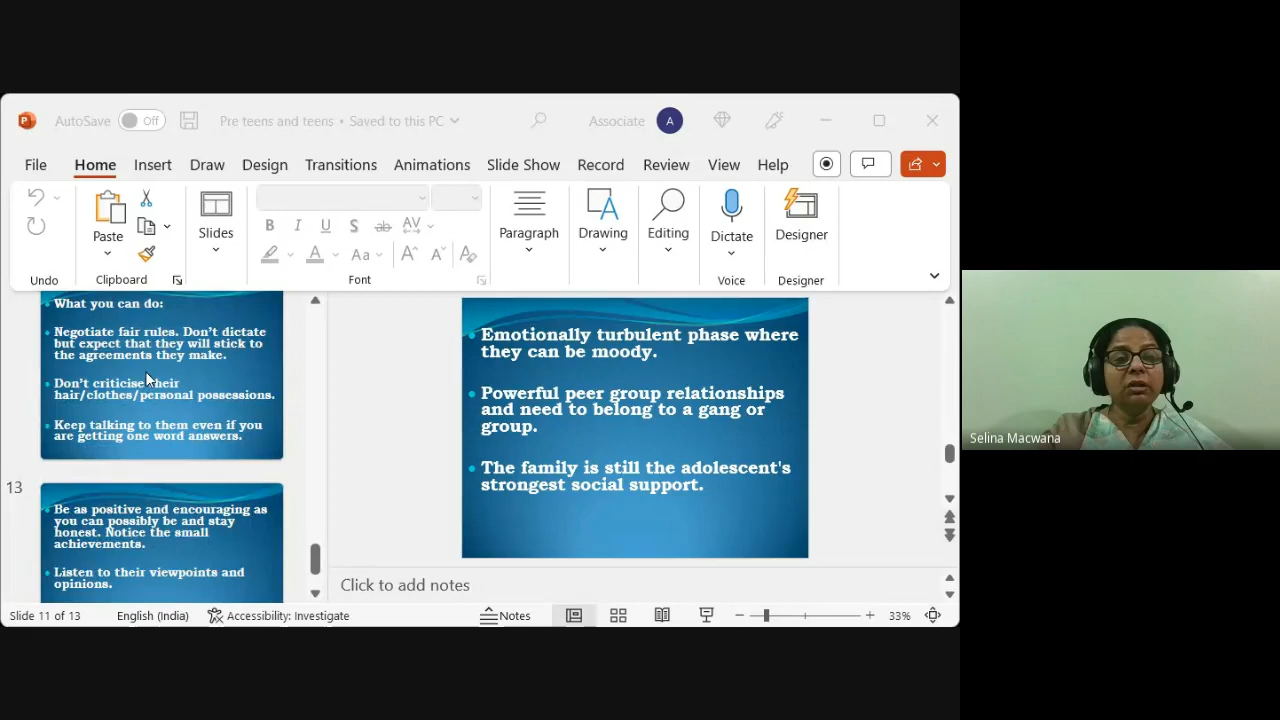 AutoSave Off Pre teens and teens • Saved to this PC Associate A
File Home Insert Draw Design Transitions Animations Slide Show Record Review View Help
Paste Slides B I U S ab AV Paragraph Drawing Editing Dictate Designer
A Aa A A A
Undo Clipboard Font Voice Designer
What you can do:
Negotiate fair rules. Don't dictate
but expect that they will stick to
the agreements they make.
Don't criticise their
hair/clothes/personal possessions.
Keep talking to them even if you
are getting one word answers.
13
Be as positive and encouraging as
you can possibly be and stay
honest. Notice the small
achievements.
Listen to their viewpoints and
opinions.
Emotionally turbulent phase where
they can be moody.
Powerful peer group relationships
and need to belong to a gang or
group.
The family is still the adolescent's
strongest social support.
Click to add notes
Slide 11 of 13 English (India) Accessibility: Investigate Notes 33%
Selina Macwana